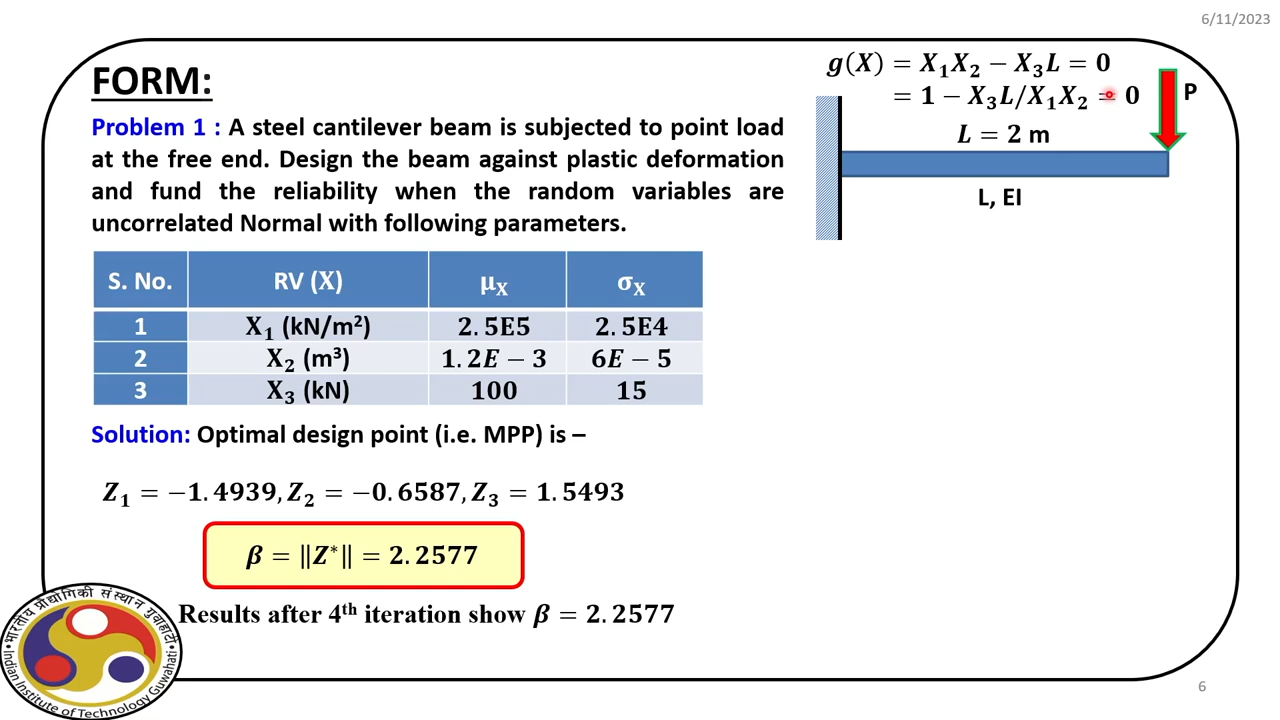 6/11/2023
FORM:
Problem 1 : A steel cantilever beam is subjected to point load
at the free end. Design the beam against plastic deformation
and fund the reliability when the random variables are
uncorrelated Normal with following parameters.
g(X) = X₁X₂ − X₃L = 0
= 1 − X₃L/X₁X₂ = 0
P
L = 2 m
L, EI
S. No. RV (X) μ_X σ_X
1 X₁ (kN/m²) 2.5E5 2.5E4
2 X₂ (m³) 1.2E − 3 6E − 5
3 X₃ (kN) 100 15
Solution: Optimal design point (i.e. MPP) is –
Z₁ = −1.4939, Z₂ = −0.6587, Z₃ = 1.5493
β = ‖Z*‖ = 2.2577
Results after 4th iteration show β = 2.2577
भारतीय प्रौद्योगिकी संस्थान गुवाहाटी
Indian Institute of Technology Guwahati
6